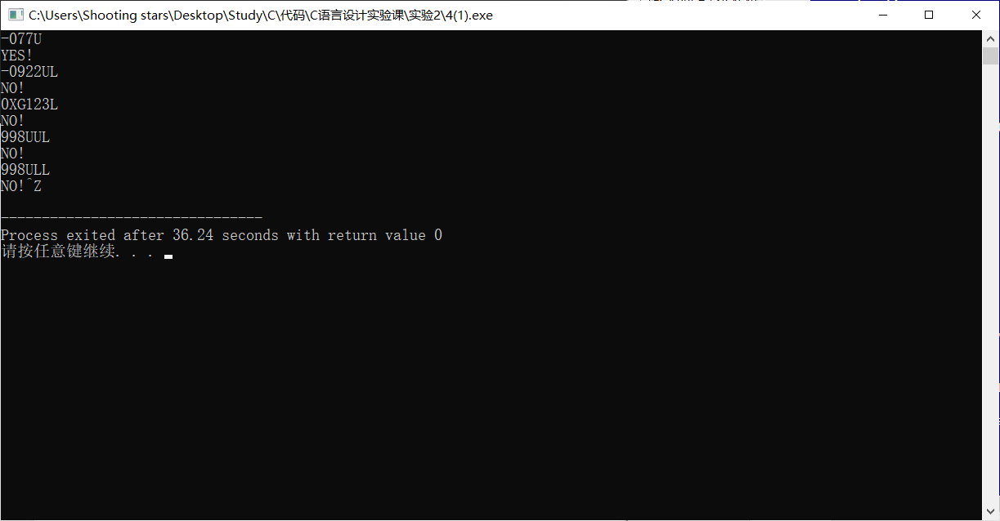 C:\Users\Shooting stars\Desktop\Study\C\代码\C语言设计实验课\实验2\4(1).exe
-077U
YES!
-0922UL
NO!
0XG123L
NO!
998UUL
NO!
998ULL
NO!^Z
--------------------------------
Process exited after 36.24 seconds with return value 0
请按任意键继续. . .